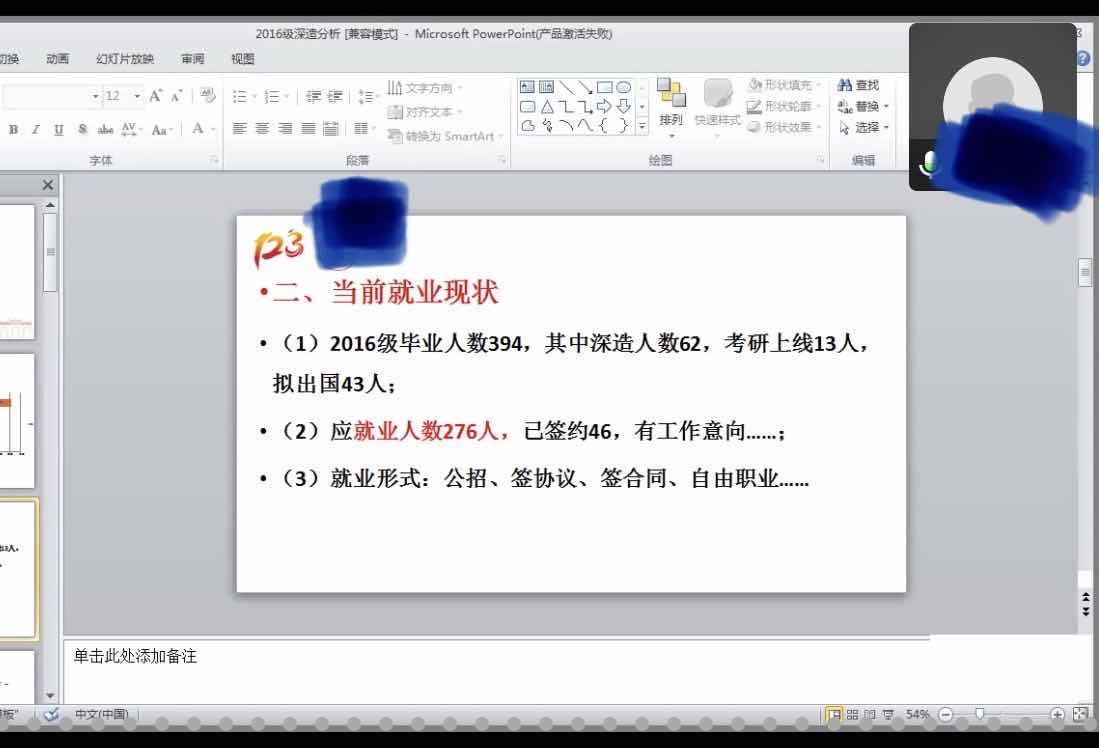 2016级深造分析 [兼容模式] - Microsoft PowerPoint(产品激活失败)
切换 动画 幻灯片放映 审阅 视图
12
文字方向
对齐文本
转换为 SmartArt
排列 快速样式
形状填充
形状轮廓
形状效果
查找
替换
选择
字体 段落 绘图 编辑
123
•二、当前就业现状
•（1）2016级毕业人数394，其中深造人数62，考研上线13人，
拟出国43人；
•（2）应就业人数276人，已签约46，有工作意向……；
•（3）就业形式：公招、签协议、签合同、自由职业……
单击此处添加备注
中文(中国) 54%